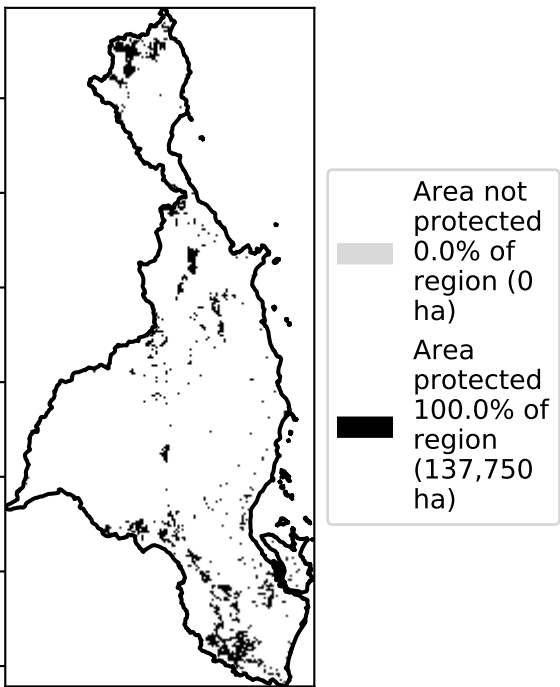 Area not
protected
0.0% of
region (0
ha)
Area
protected
100.0% of
region
(137,750
ha)